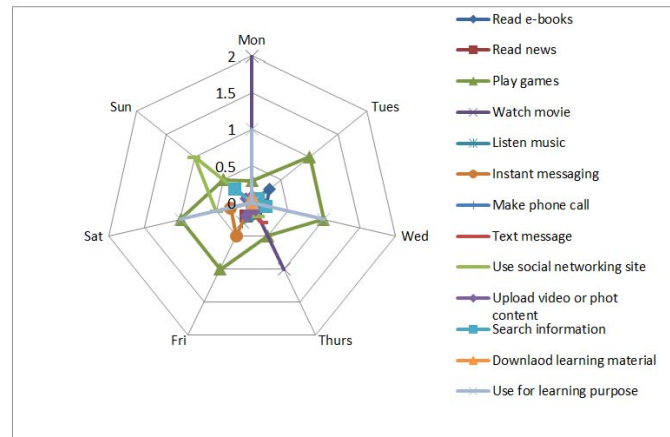 Mon
2
Tues
1.5
Sun
1
0.5
0
Sat
Wed
Fri
Thurs
Read e-books
Read news
Play games
Watch movie
Listen music
Instant messaging
Make phone call
Text message
Use social networking site
Upload video or phot
content
Search information
Downlaod learning material
Use for learning purpose